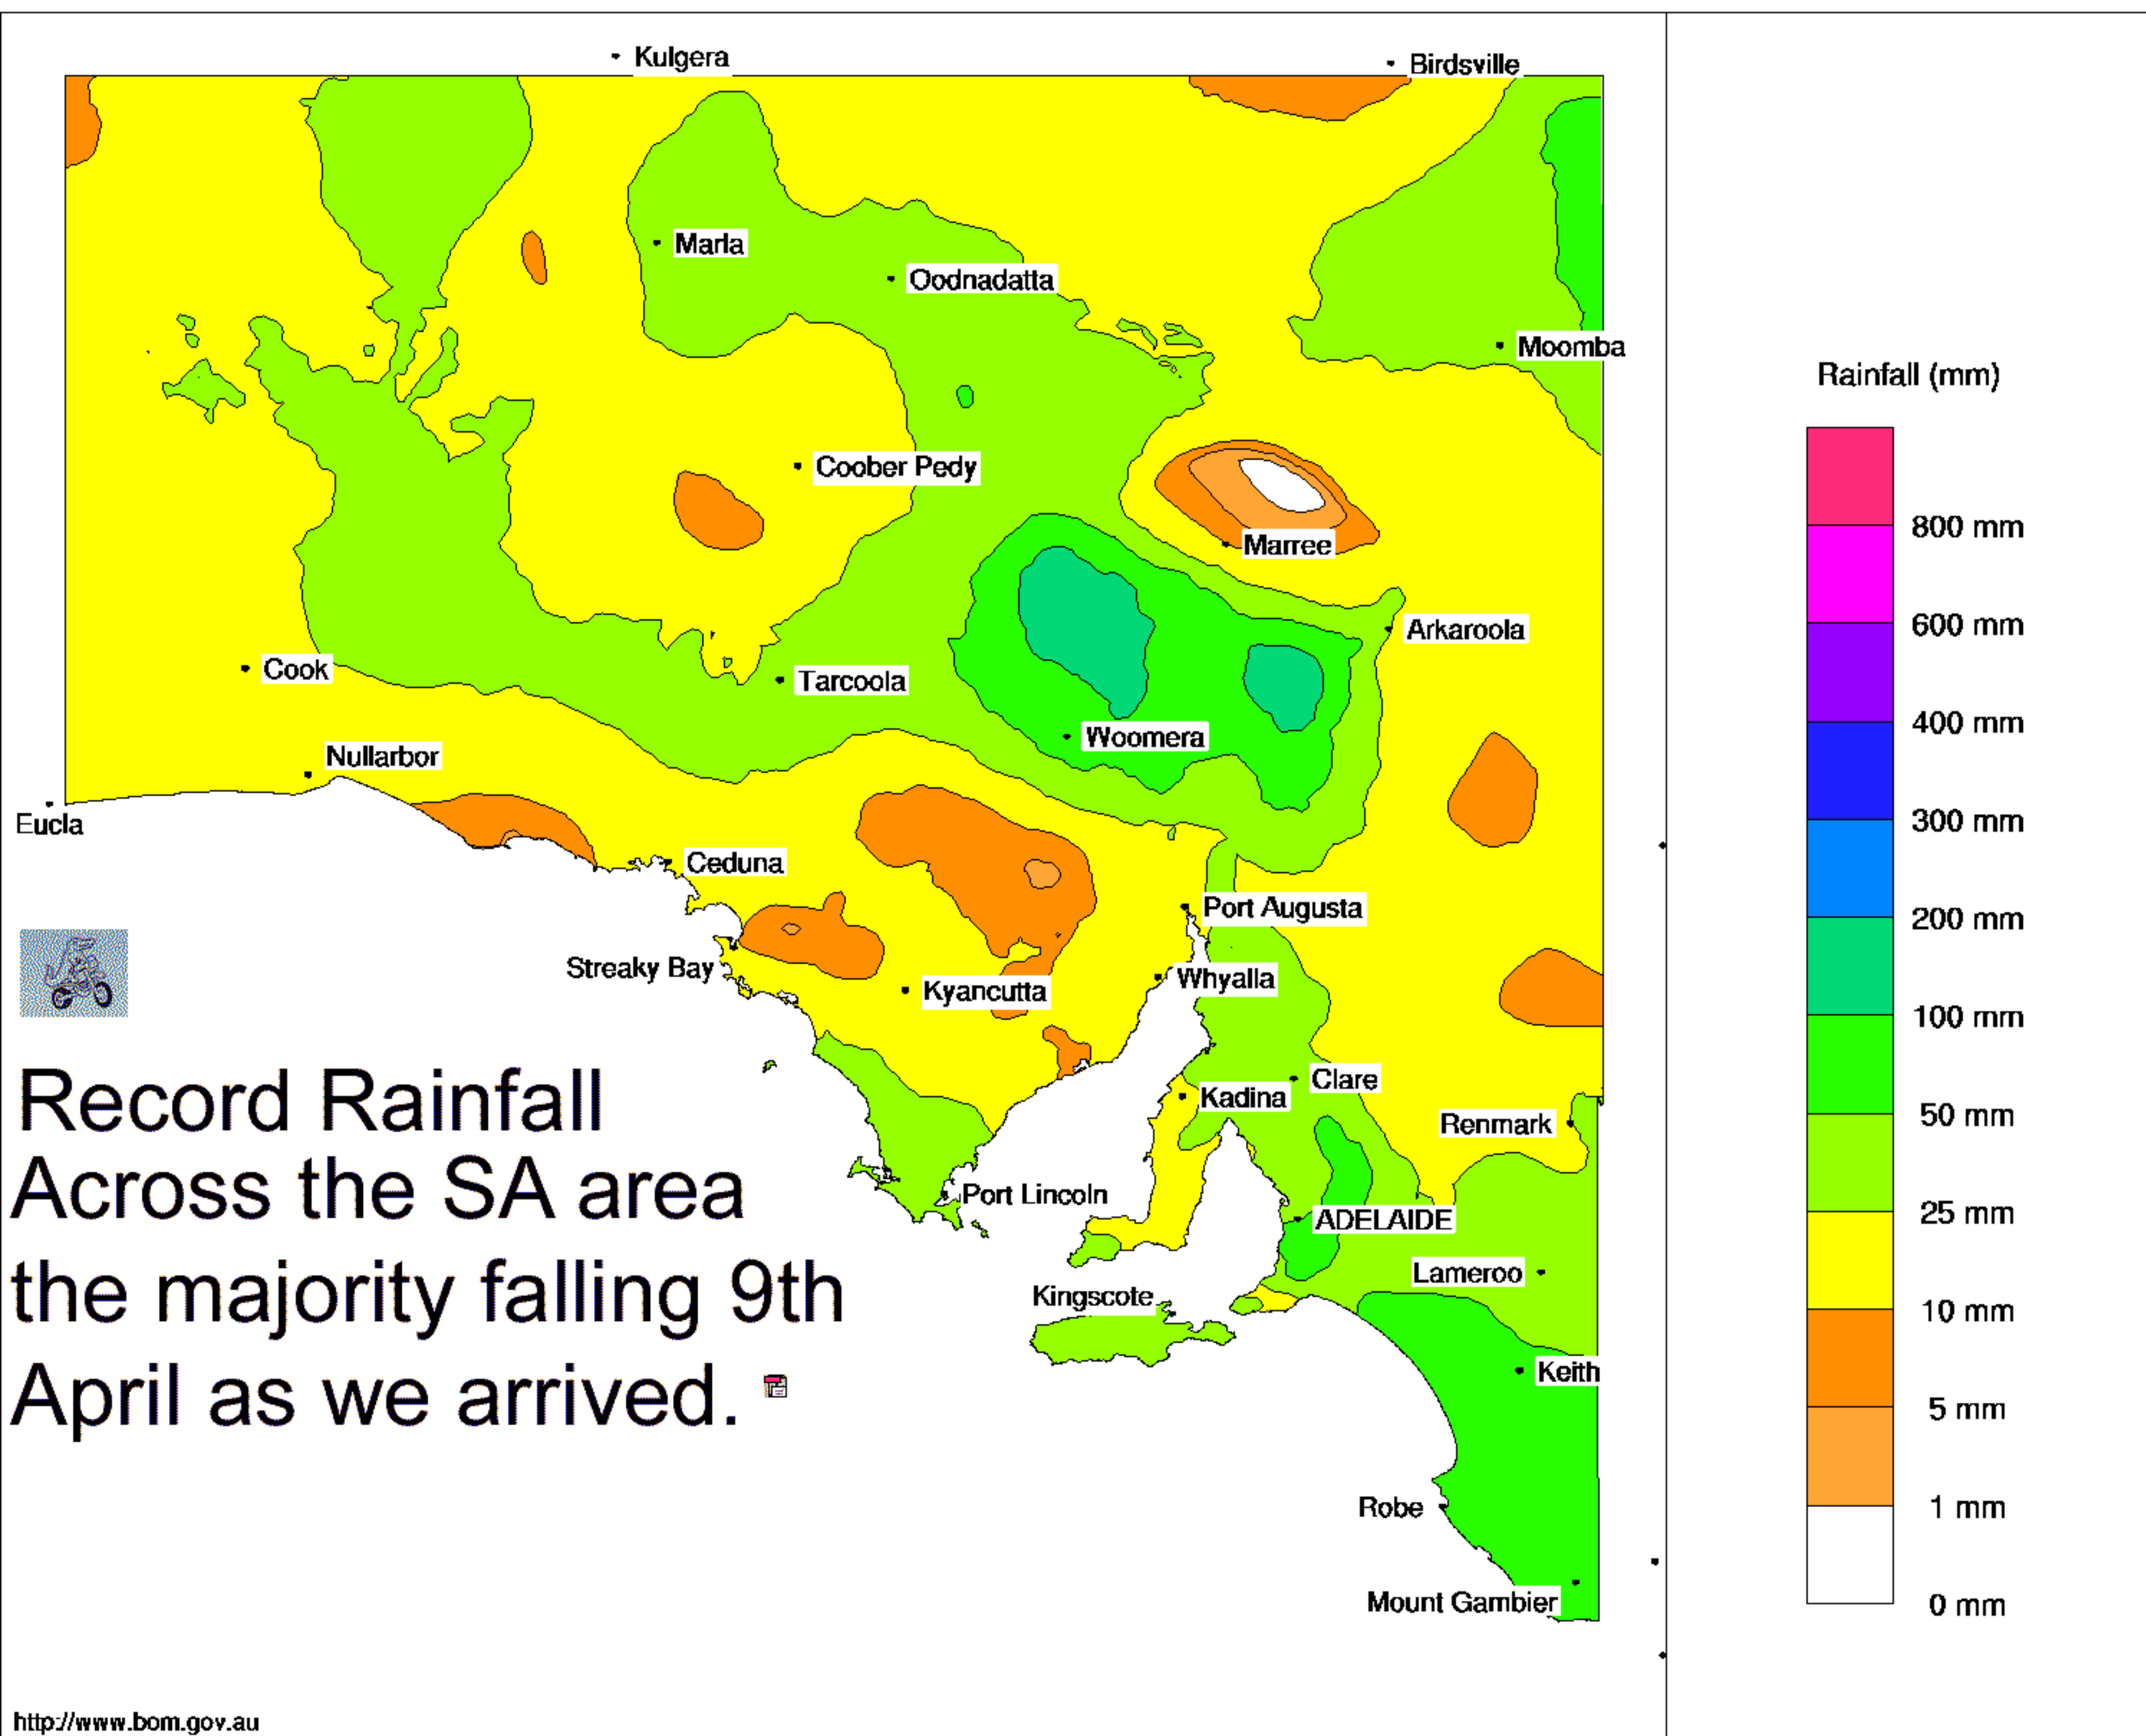 Kulgera
Birdsville
Marla
Oodnadatta
Moomba
Rainfall (mm)
Coober Pedy
800 mm
Marree
600 mm
Arkaroola
Cook
Tarcoola
400 mm
Woomera
Nullarbor
300 mm
Eucla
Ceduna
200 mm
Port Augusta
Streaky Bay
Whyalla
Kyancutta
100 mm
Record Rainfall
Across the SA area
the majority falling 9th
April as we arrived.
Clare
Kadina
50 mm
Renmark
Port Lincoln
25 mm
ADELAIDE
Lameroo
Kingscote
10 mm
Keith
5 mm
Robe
1 mm
Mount Gambier
0 mm
http://www.bom.gov.au